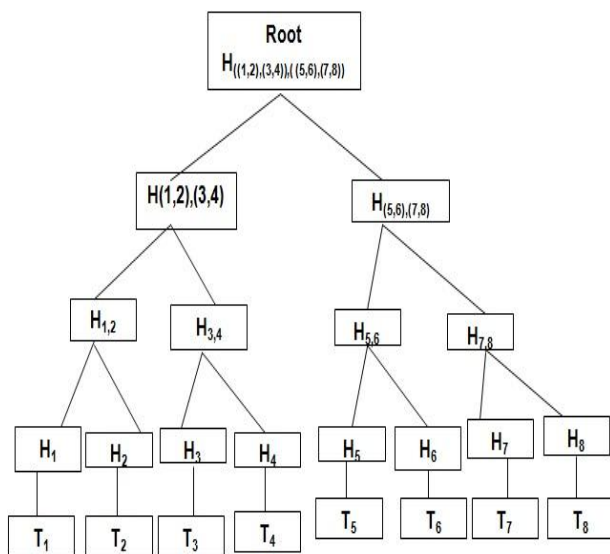 Root
H((1,2),(3,4)),((5,6),(7,8))
H(1,2),(3,4)
H(5,6),(7,8)
H1,2
H3,4
H5,6
H7,8
H1
H2
H3
H4
H5
H6
H7
H8
T1
T2
T3
T4
T5
T6
T7
T8